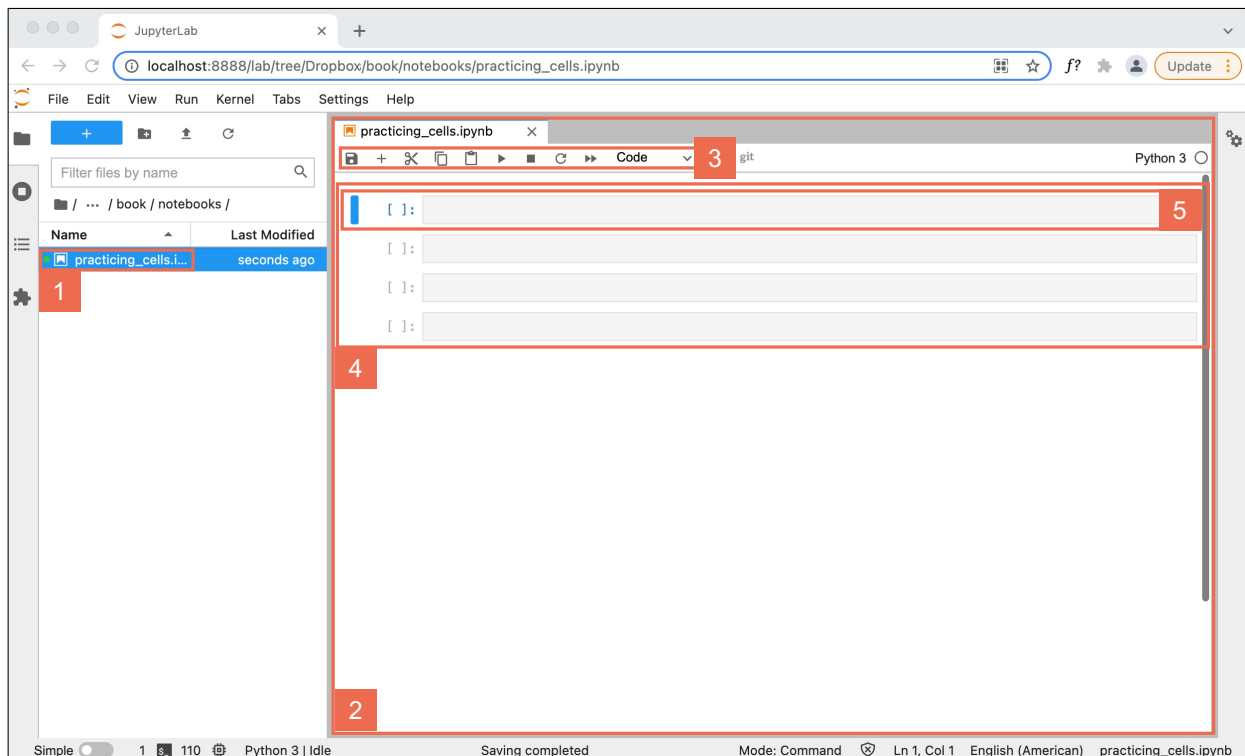 JupyterLab
localhost:8888/lab/tree/Dropbox/book/notebooks/practicing_cells.ipynb
f?
Update
File Edit View Run Kernel Tabs Settings Help
practicing_cells.ipynb
Code
3
git
Python 3
Filter files by name
/ ... / book / notebooks /
Name Last Modified
practicing_cells.i... seconds ago
1
[ ]:
5
[ ]:
[ ]:
[ ]:
4
2
Simple 1 $_ 110 Python 3 | Idle Saving completed Mode: Command Ln 1, Col 1 English (American) practicing_cells.ipynb